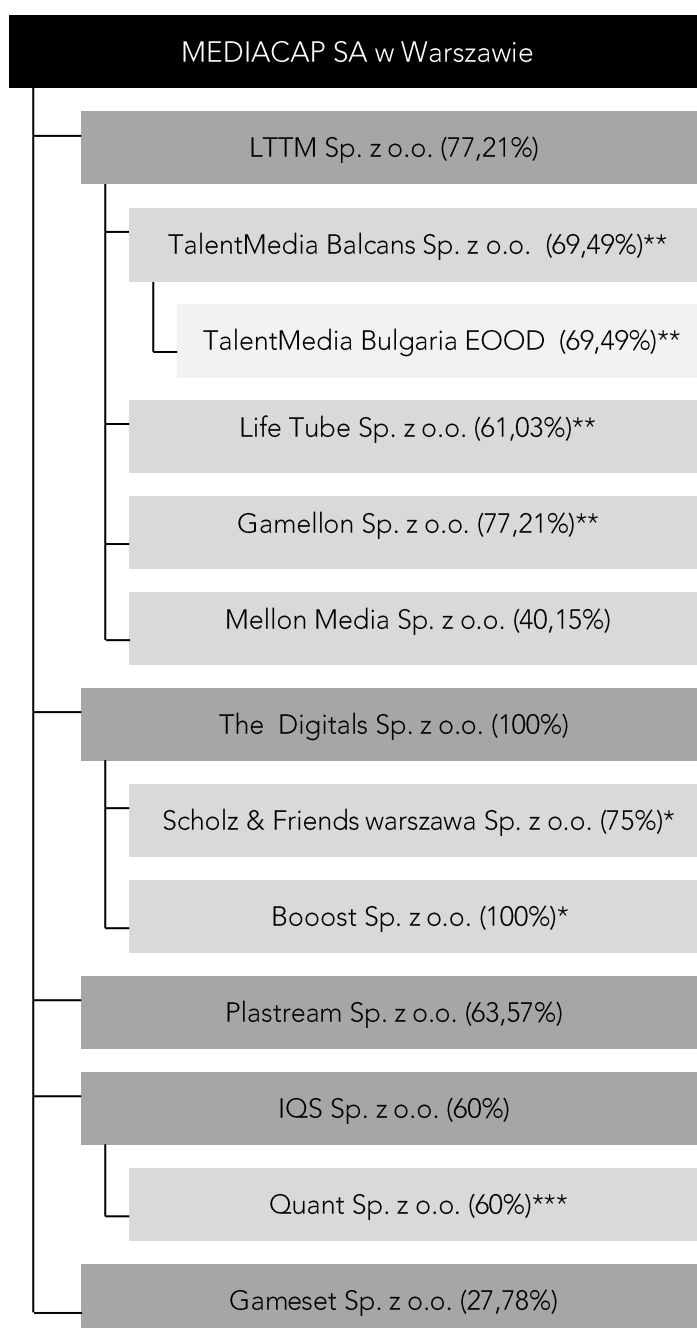 MEDIACAP SA w Warszawie
LTTM Sp. z o.o. (77,21%)
TalentMedia Balcans Sp. z o.o. (69,49%)**
TalentMedia Bulgaria EOOD (69,49%)**
Life Tube Sp. z o.o. (61,03%)**
Gamellon Sp. z o.o. (77,21%)**
Mellon Media Sp. z o.o. (40,15%)
The Digitals Sp. z o.o. (100%)
Scholz & Friends warszawa Sp. z o.o. (75%)*
Booost Sp. z o.o. (100%)*
Plastream Sp. z o.o. (63,57%)
IQS Sp. z o.o. (60%)
Quant Sp. z o.o. (60%)***
Gameset Sp. z o.o. (27,78%)